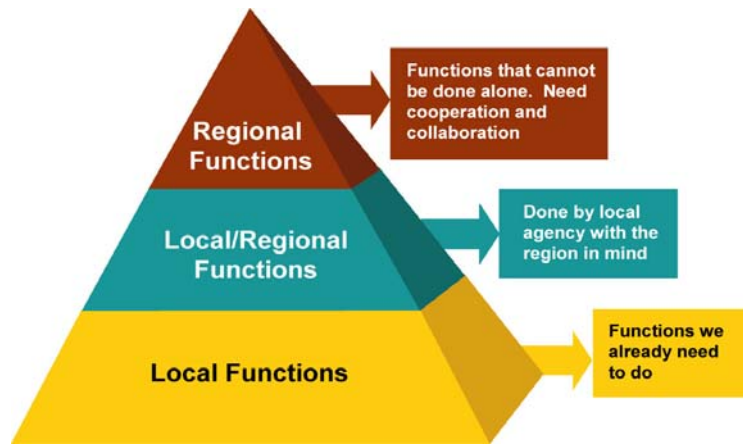 Regional
Functions
Functions that cannot
be done alone.  Need
cooperation and
collaboration
Local/Regional
Functions
Done by local
agency with the
region in mind
Local Functions
Functions we
already need
to do